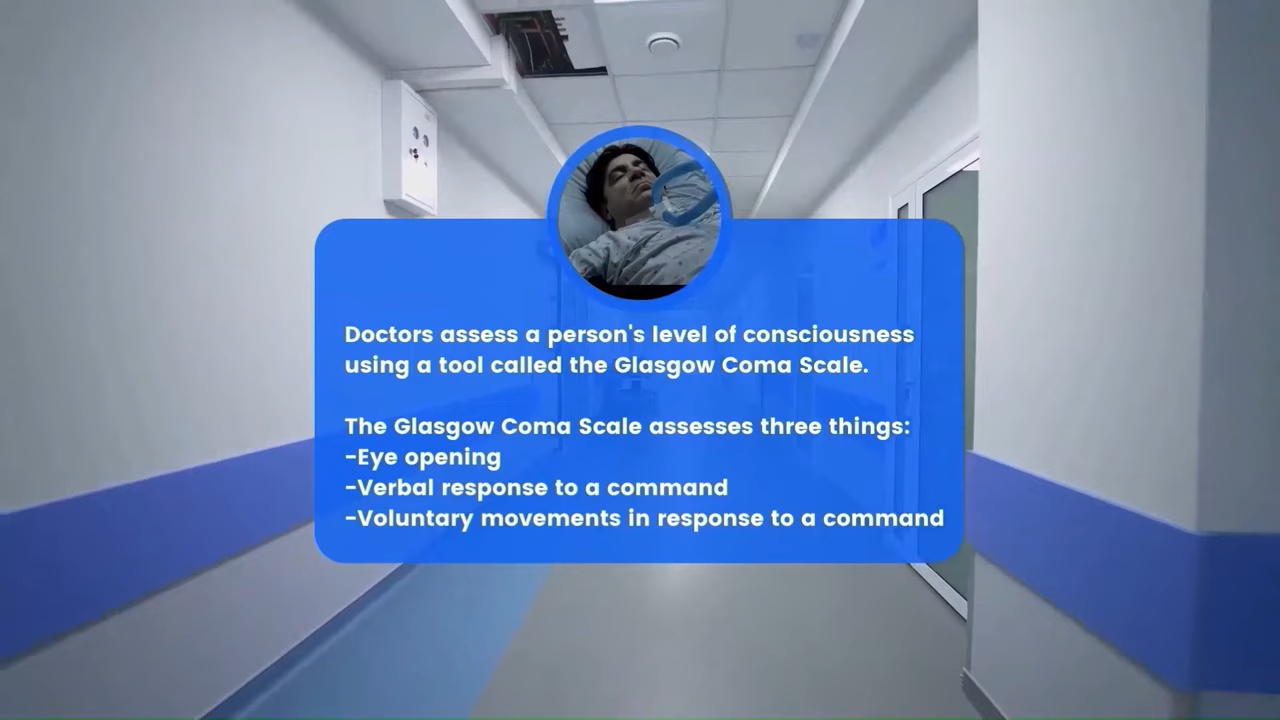 Doctors assess a person's level of consciousness
using a tool called the Glasgow Coma Scale.
The Glasgow Coma Scale assesses three things:
-Eye opening
-Verbal response to a command
-Voluntary movements in response to a command